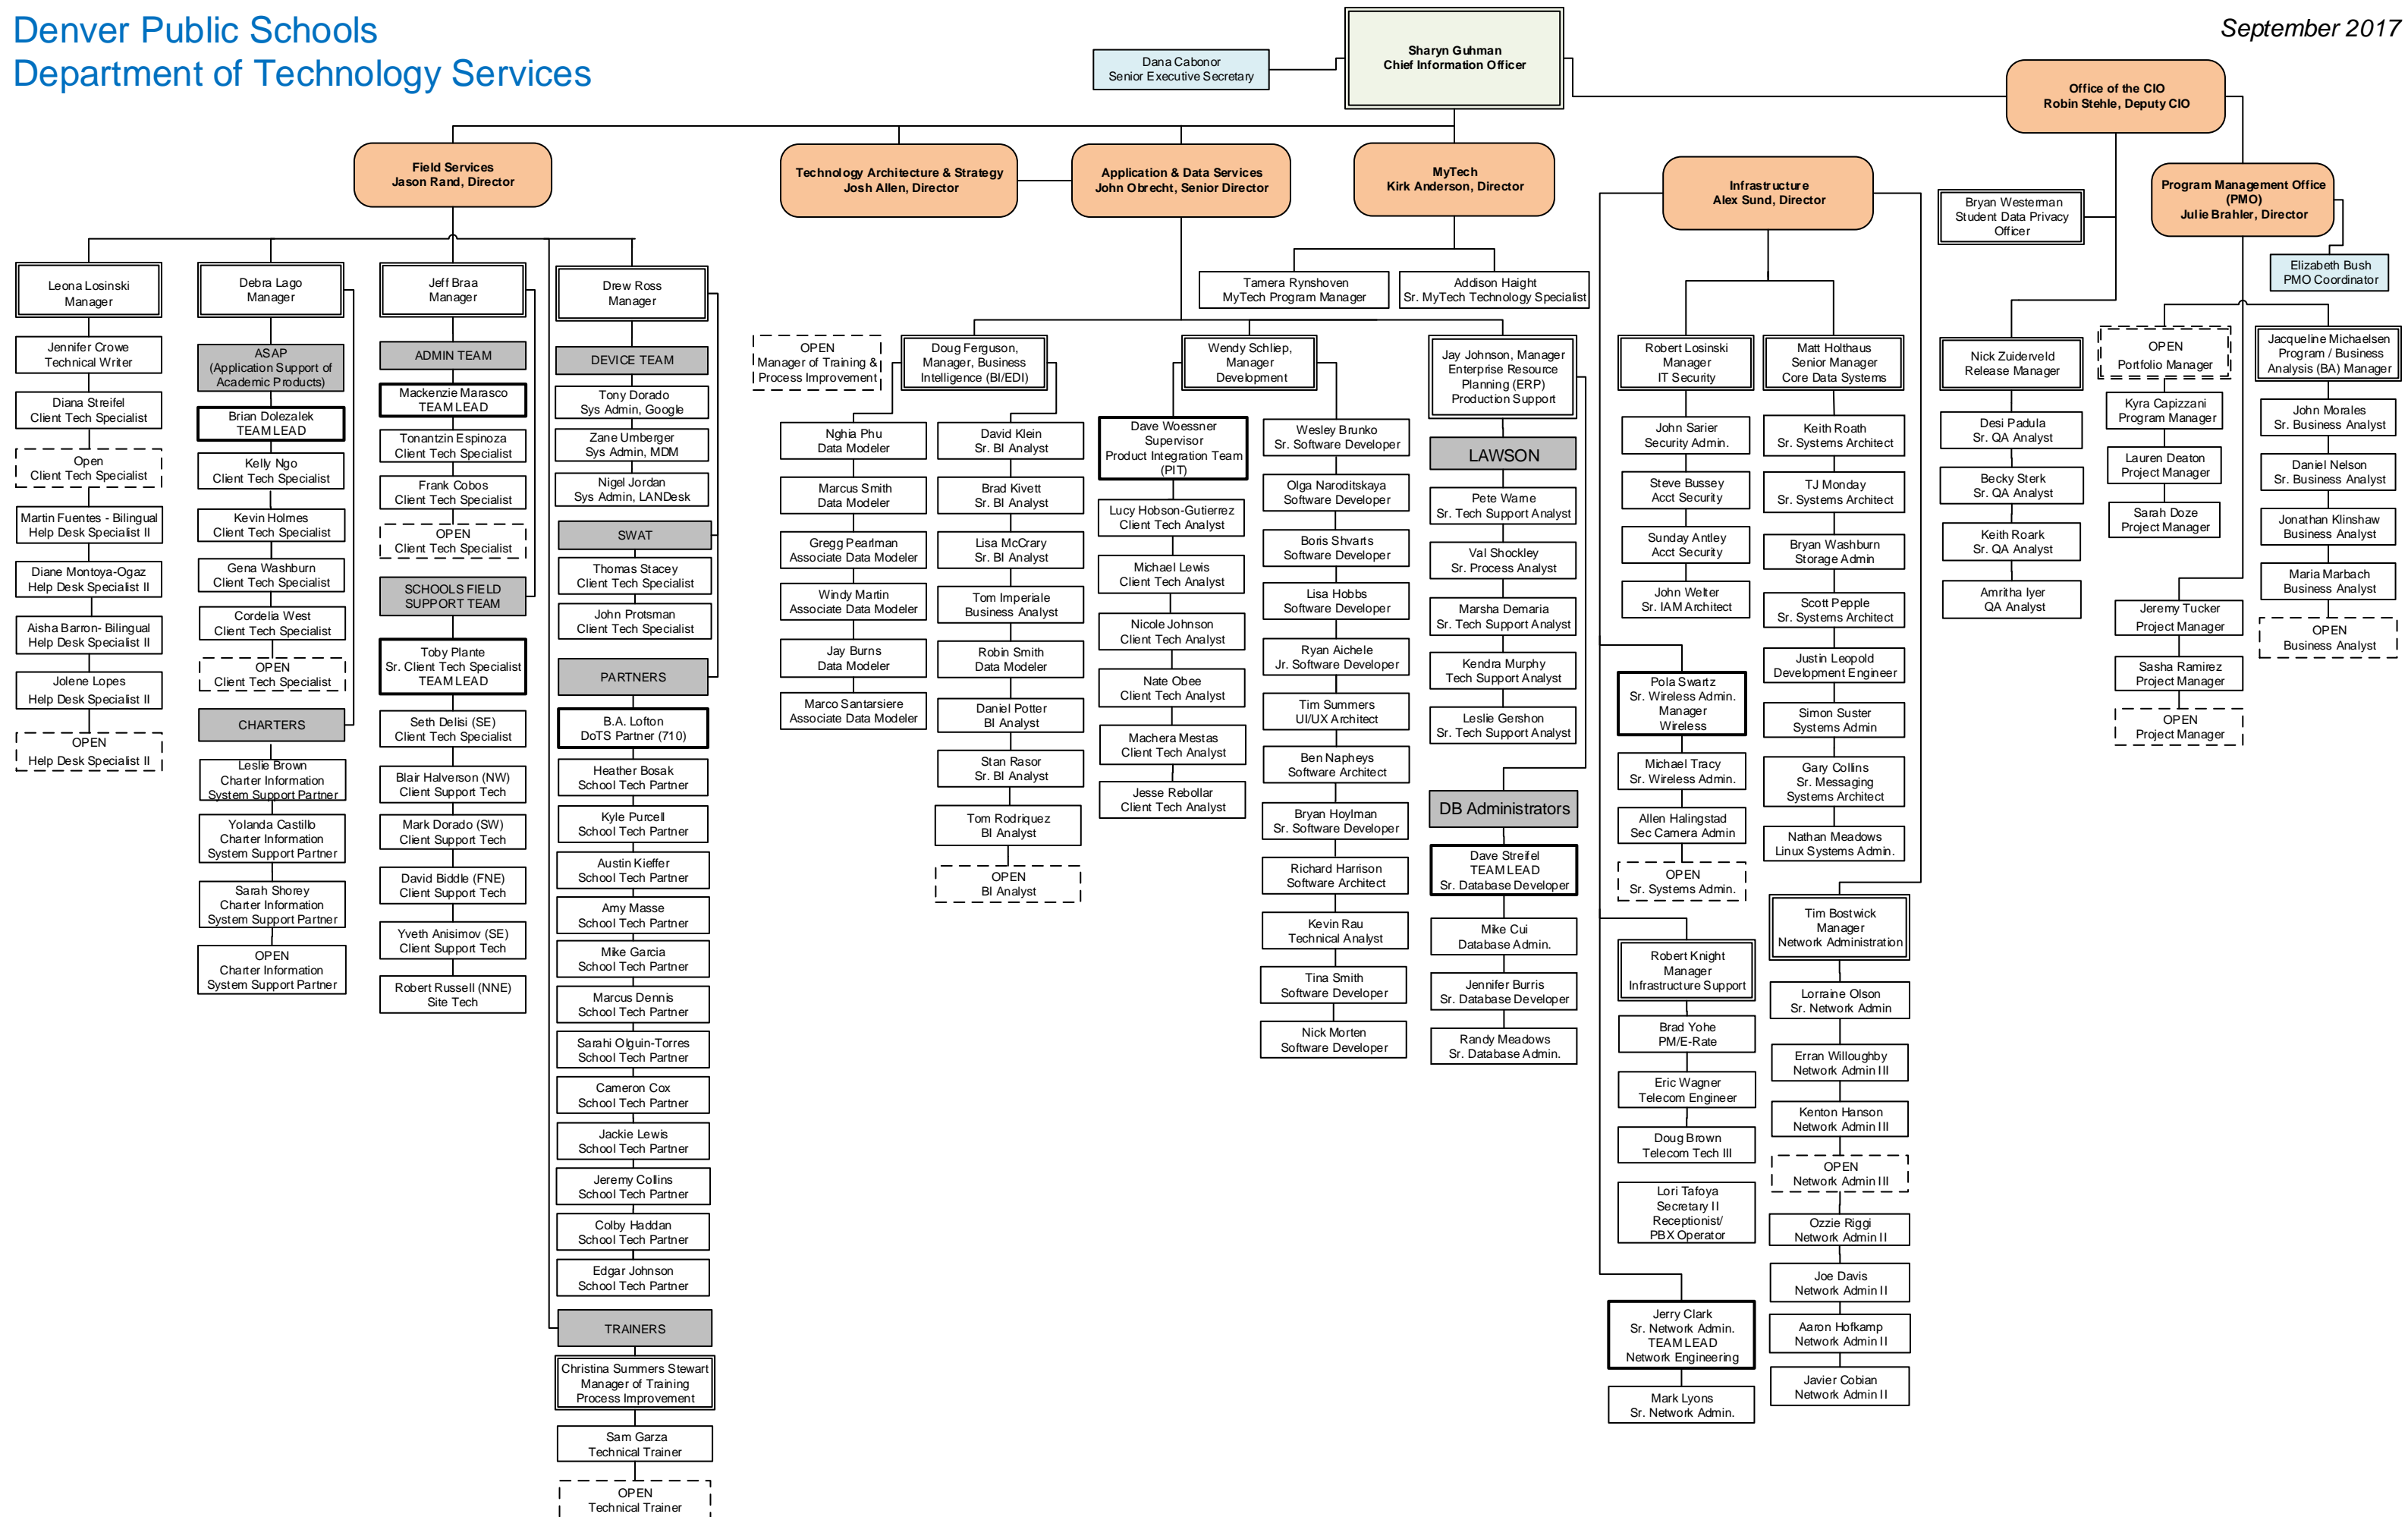 Denver Public Schools
Department of Technology Services
September 2017
Sharyn Guhman
Chief Information Officer
Dana Cabonor
Senior Executive Secretary
Office of the CIO
Robin Stehle, Deputy CIO
Field Services
Jason Rand, Director
Technology Architecture & Strategy
Josh Allen, Director
Application & Data Services
John Obrecht, Senior Director
MyTech
Kirk Anderson, Director
Infrastructure
Alex Sund, Director
Bryan Westerman
Student Data Privacy
Officer
Program Management Office
(PMO)
Julie Brahler, Director
Elizabeth Bush
PMO Coordinator
Leona Losinski
Manager
Jennifer Crowe
Technical Writer
Diana Streifel
Client Tech Specialist
Open
Client Tech Specialist
Martin Fuentes - Bilingual
Help Desk Specialist II
Diane Montoya-Ogaz
Help Desk Specialist II
Aisha Barron- Bilingual
Help Desk Specialist II
Jolene Lopes
Help Desk Specialist II
OPEN
Help Desk Specialist II
Debra Lago
Manager
ASAP
(Application Support of
Academic Products)
Brian Dolezalek
TEAM LEAD
Kelly Ngo
Client Tech Specialist
Kevin Holmes
Client Tech Specialist
Gena Washburn
Client Tech Specialist
Cordelia West
Client Tech Specialist
OPEN
Client Tech Specialist
CHARTERS
Leslie Brown
Charter Information
System Support Partner
Yolanda Castillo
Charter Information
System Support Partner
Sarah Shorey
Charter Information
System Support Partner
OPEN
Charter Information
System Support Partner
Jeff Braa
Manager
ADMIN TEAM
Mackenzie Marasco
TEAM LEAD
Tonantzin Espinoza
Client Tech Specialist
Frank Cobos
Client Tech Specialist
OPEN
Client Tech Specialist
SCHOOLS FIELD
SUPPORT TEAM
Toby Plante
Sr. Client Tech Specialist
TEAM LEAD
Seth Delisi (SE)
Client Tech Specialist
Blair Halverson (NW)
Client Support Tech
Mark Dorado (SW)
Client Support Tech
David Biddle (FNE)
Client Support Tech
Yveth Anisimov (SE)
Client Support Tech
Robert Russell (NNE)
Site Tech
Drew Ross
Manager
DEVICE TEAM
Tony Dorado
Sys Admin, Google
Zane Umberger
Sys Admin, MDM
Nigel Jordan
Sys Admin, LANDesk
SWAT
Thomas Stacey
Client Tech Specialist
John Protsman
Client Tech Specialist
PARTNERS
B.A. Lofton
DoTS Partner (710)
Heather Bosak
School Tech Partner
Kyle Purcell
School Tech Partner
Austin Kieffer
School Tech Partner
Amy Masse
School Tech Partner
Mike Garcia
School Tech Partner
Marcus Dennis
School Tech Partner
Sarahi Olguin-Torres
School Tech Partner
Cameron Cox
School Tech Partner
Jackie Lewis
School Tech Partner
Jeremy Collins
School Tech Partner
Colby Haddan
School Tech Partner
Edgar Johnson
School Tech Partner
TRAINERS
Christina Summers Stewart
Manager of Training
Process Improvement
Sam Garza
Technical Trainer
OPEN
Technical Trainer
Tamera Rynshoven
MyTech Program Manager
Addison Haight
Sr. MyTech Technology Specialist
OPEN
Manager of Training &
Process Improvement
Doug Ferguson,
Manager, Business
Intelligence (BI/EDI)
Nghia Phu
Data Modeler
Marcus Smith
Data Modeler
Gregg Pearlman
Associate Data Modeler
Windy Martin
Associate Data Modeler
Jay Burns
Data Modeler
Marco Santarsiere
Associate Data Modeler
David Klein
Sr. BI Analyst
Brad Kivett
Sr. BI Analyst
Lisa McCrary
Sr. BI Analyst
Tom Imperiale
Business Analyst
Robin Smith
Data Modeler
Daniel Potter
BI Analyst
Stan Rasor
Sr. BI Analyst
Tom Rodriquez
BI Analyst
OPEN
BI Analyst
Wendy Schliep,
Manager
Development
Dave Woessner
Supervisor
Product Integration Team
(PIT)
Lucy Hobson-Gutierrez
Client Tech Analyst
Michael Lewis
Client Tech Analyst
Nicole Johnson
Client Tech Analyst
Nate Obee
Client Tech Analyst
Machera Mestas
Client Tech Analyst
Jesse Rebollar
Client Tech Analyst
Wesley Brunko
Sr. Software Developer
Olga Naroditskaya
Software Developer
Boris Shvarts
Software Developer
Lisa Hobbs
Software Developer
Ryan Aichele
Jr. Software Developer
Tim Summers
UI/UX Architect
Ben Napheys
Software Architect
Bryan Hoylman
Sr. Software Developer
Richard Harrison
Software Architect
Kevin Rau
Technical Analyst
Tina Smith
Software Developer
Nick Morten
Software Developer
Jay Johnson, Manager
Enterprise Resource
Planning (ERP)
Production Support
LAWSON
Pete Warne
Sr. Tech Support Analyst
Val Shockley
Sr. Process Analyst
Marsha Demaria
Sr. Tech Support Analyst
Kendra Murphy
Tech Support Analyst
Leslie Gershon
Sr. Tech Support Analyst
DB Administrators
Dave Streifel
TEAM LEAD
Sr. Database Developer
Mike Cui
Database Admin.
Jennifer Burris
Sr. Database Developer
Randy Meadows
Sr. Database Admin.
Robert Losinski
Manager
IT Security
John Sarier
Security Admin.
Steve Bussey
Acct Security
Sunday Antley
Acct Security
John Welter
Sr. IAM Architect
Pola Swartz
Sr. Wireless Admin.
Manager
Wireless
Michael Tracy
Sr. Wireless Admin.
Allen Halingstad
Sec Camera Admin
OPEN
Sr. Systems Admin.
Robert Knight
Manager
Infrastructure Support
Brad Yohe
PM/E-Rate
Eric Wagner
Telecom Engineer
Doug Brown
Telecom Tech III
Lori Tafoya
Secretary II
Receptionist/
PBX Operator
Jerry Clark
Sr. Network Admin.
TEAM LEAD
Network Engineering
Mark Lyons
Sr. Network Admin.
Matt Holthaus
Senior Manager
Core Data Systems
Keith Roath
Sr. Systems Architect
TJ Monday
Sr. Systems Architect
Bryan Washburn
Storage Admin
Scott Pepple
Sr. Systems Architect
Justin Leopold
Development Engineer
Simon Suster
Systems Admin
Gary Collins
Sr. Messaging
Systems Architect
Nathan Meadows
Linux Systems Admin.
Tim Bostwick
Manager
Network Administration
Lorraine Olson
Sr. Network Admin
Erran Willoughby
Network Admin III
Kenton Hanson
Network Admin III
OPEN
Network Admin III
Ozzie Riggi
Network Admin II
Joe Davis
Network Admin II
Aaron Hofkamp
Network Admin II
Javier Cobian
Network Admin II
Nick Zuiderveld
Release Manager
Desi Padula
Sr. QA Analyst
Becky Sterk
Sr. QA Analyst
Keith Roark
Sr. QA Analyst
Amritha Iyer
QA Analyst
OPEN
Portfolio Manager
Kyra Capizzani
Program Manager
Lauren Deaton
Project Manager
Sarah Doze
Project Manager
Jeremy Tucker
Project Manager
Sasha Ramirez
Project Manager
OPEN
Project Manager
Jacqueline Michaelsen
Program / Business
Analysis (BA) Manager
John Morales
Sr. Business Analyst
Daniel Nelson
Sr. Business Analyst
Jonathan Klinshaw
Business Analyst
Maria Marbach
Business Analyst
OPEN
Business Analyst